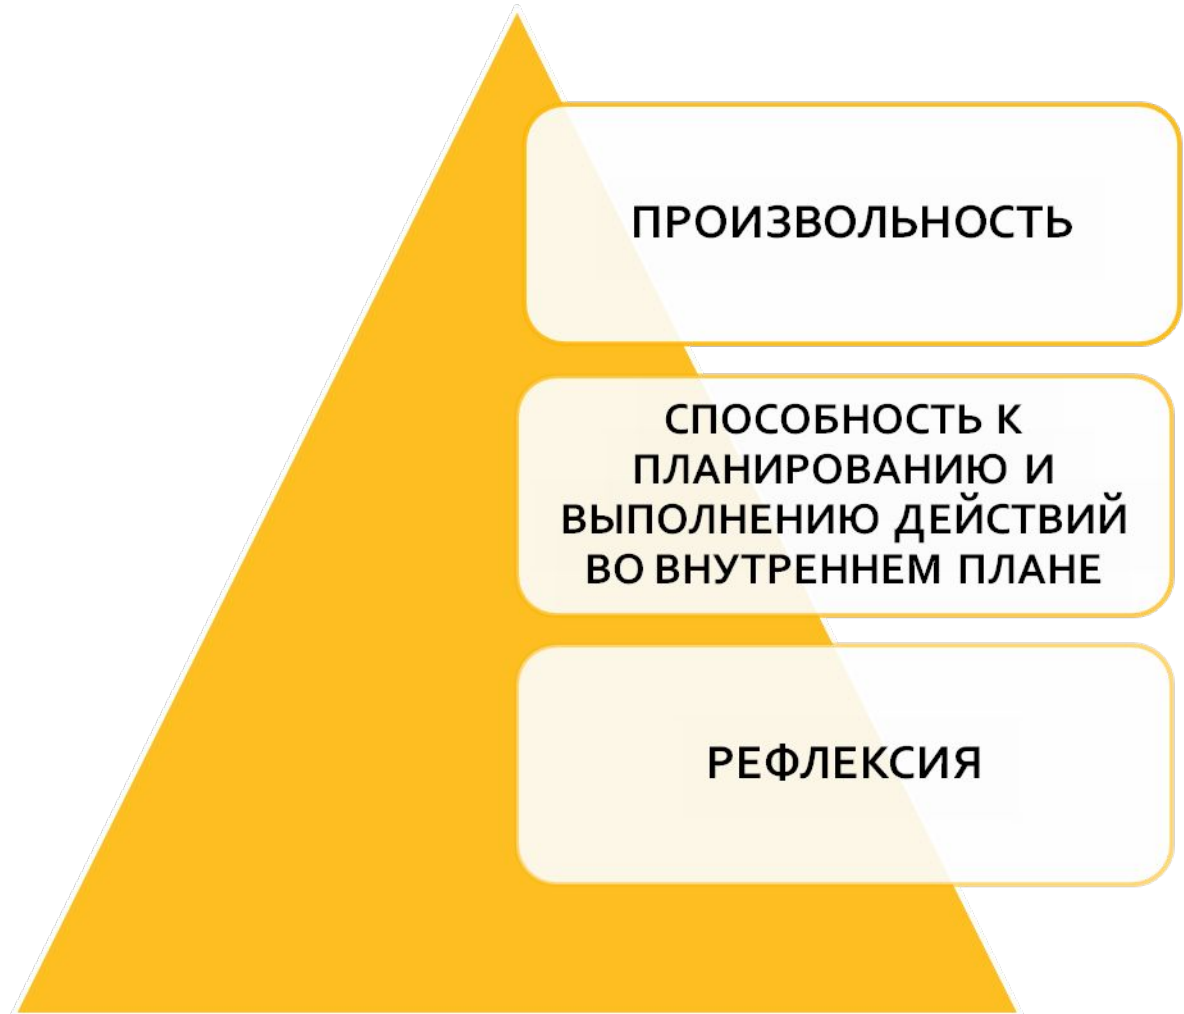 ПРОИЗВОЛЬНОСТЬ
СПОСОБНОСТЬ К
ПЛАНИРОВАНИЮ И
ВЫПОЛНЕНИЮ ДЕЙСТВИЙ
ВО ВНУТРЕННЕМ ПЛАНЕ
РЕФЛЕКСИЯ